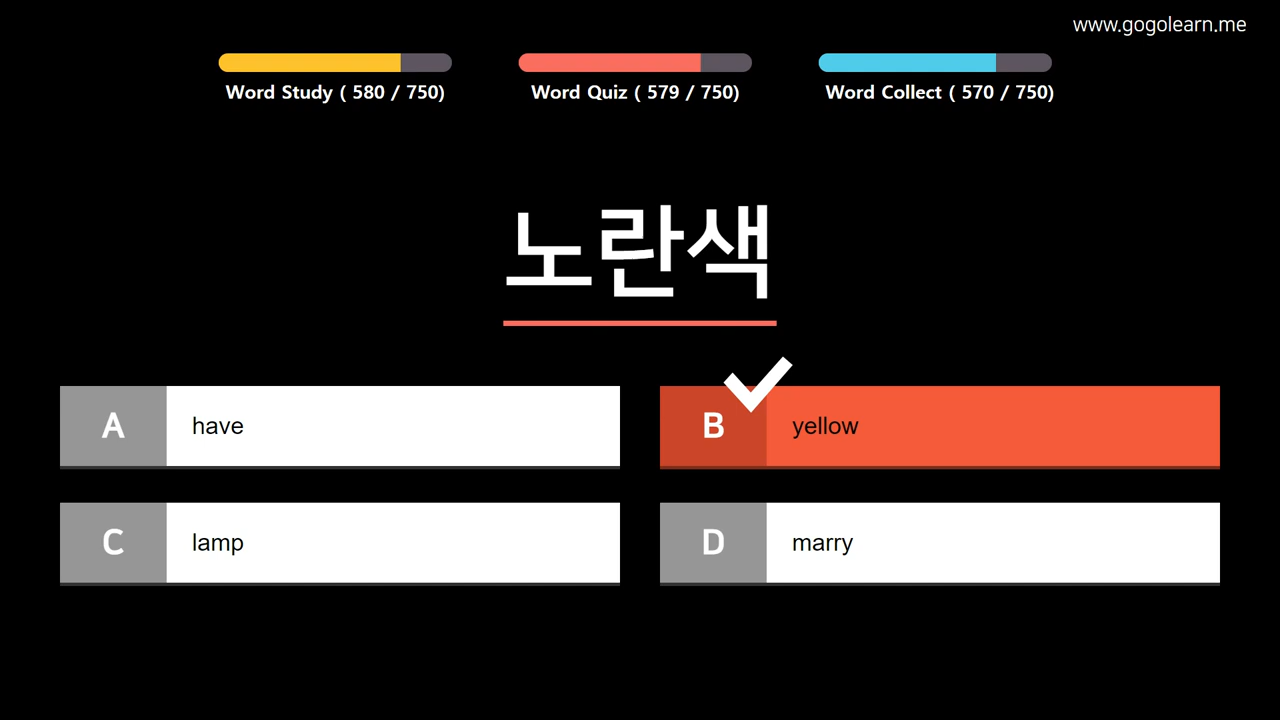 www.gogolearn.me
Word Study ( 580 / 750)
Word Quiz ( 579 / 750)
Word Collect ( 570 / 750)
노란색
A have
B yellow
C lamp
D marry